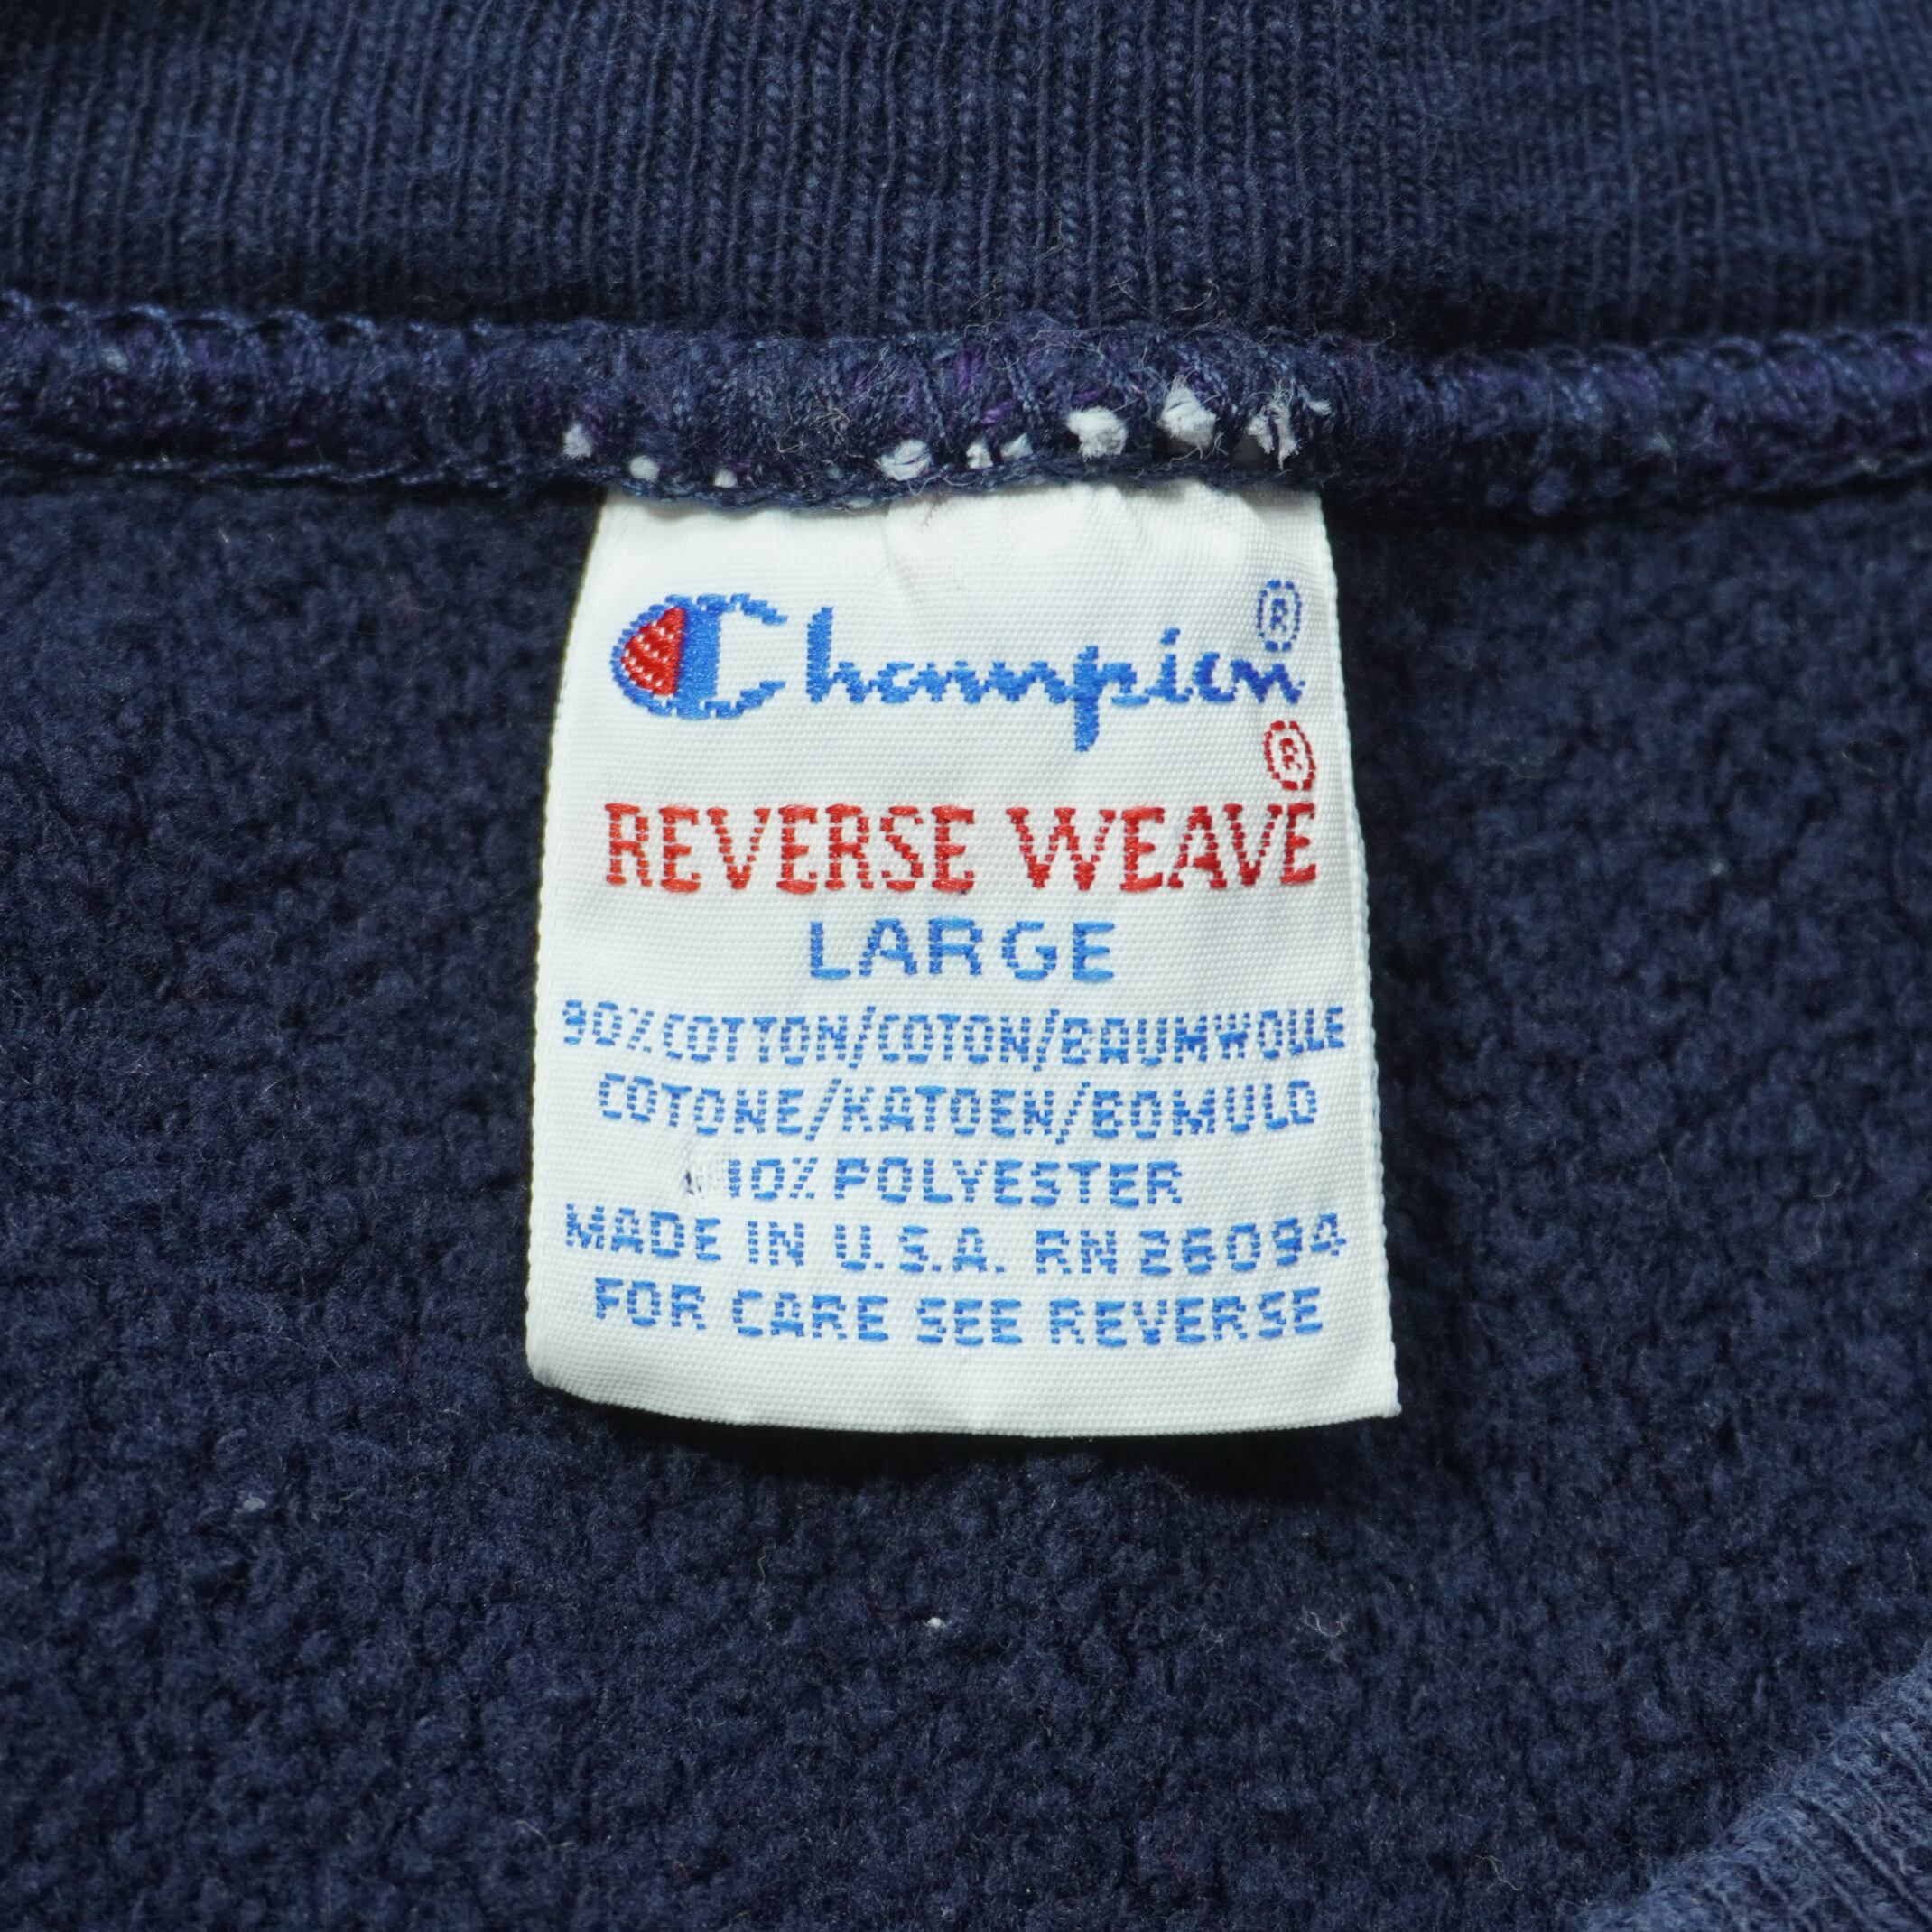 Champion®
®
REVERSE WEAVE
LARGE
90% COTTON/COTON/BAUMWOLLE
COTONE/KATOEN/BOMULD
10% POLYESTER
MADE IN U.S.A. RN 26094
FOR CARE SEE REVERSE